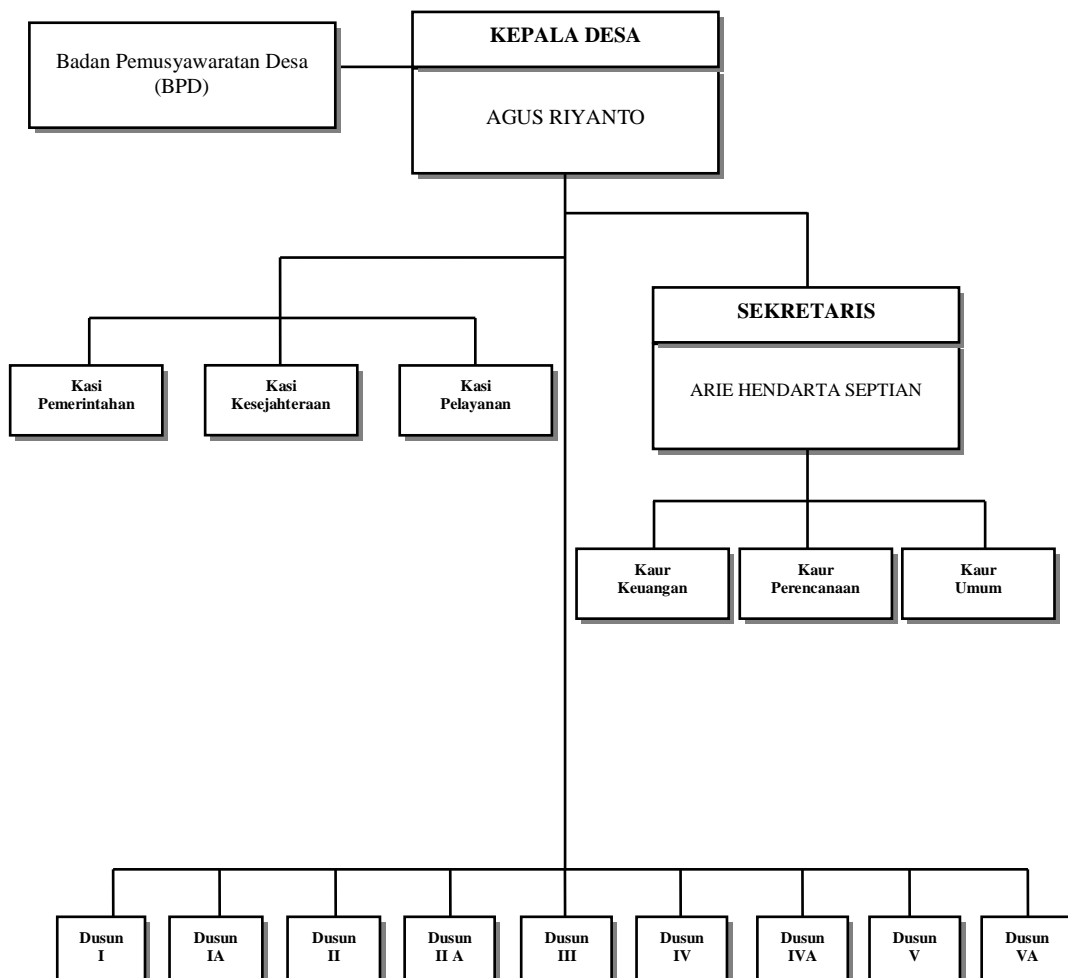 KEPALA DESA
Badan Pemusyawaratan Desa
(BPD)
AGUS RIYANTO
SEKRETARIS
ARIE HENDARTA SEPTIAN
Kasi
Pemerintahan
Kasi
Kesejahteraan
Kasi
Pelayanan
Kaur
Keuangan
Kaur
Perencanaan
Kaur
Umum
Dusun
I
Dusun
IA
Dusun
II
Dusun
II A
Dusun
III
Dusun
IV
Dusun
IVA
Dusun
V
Dusun
VA